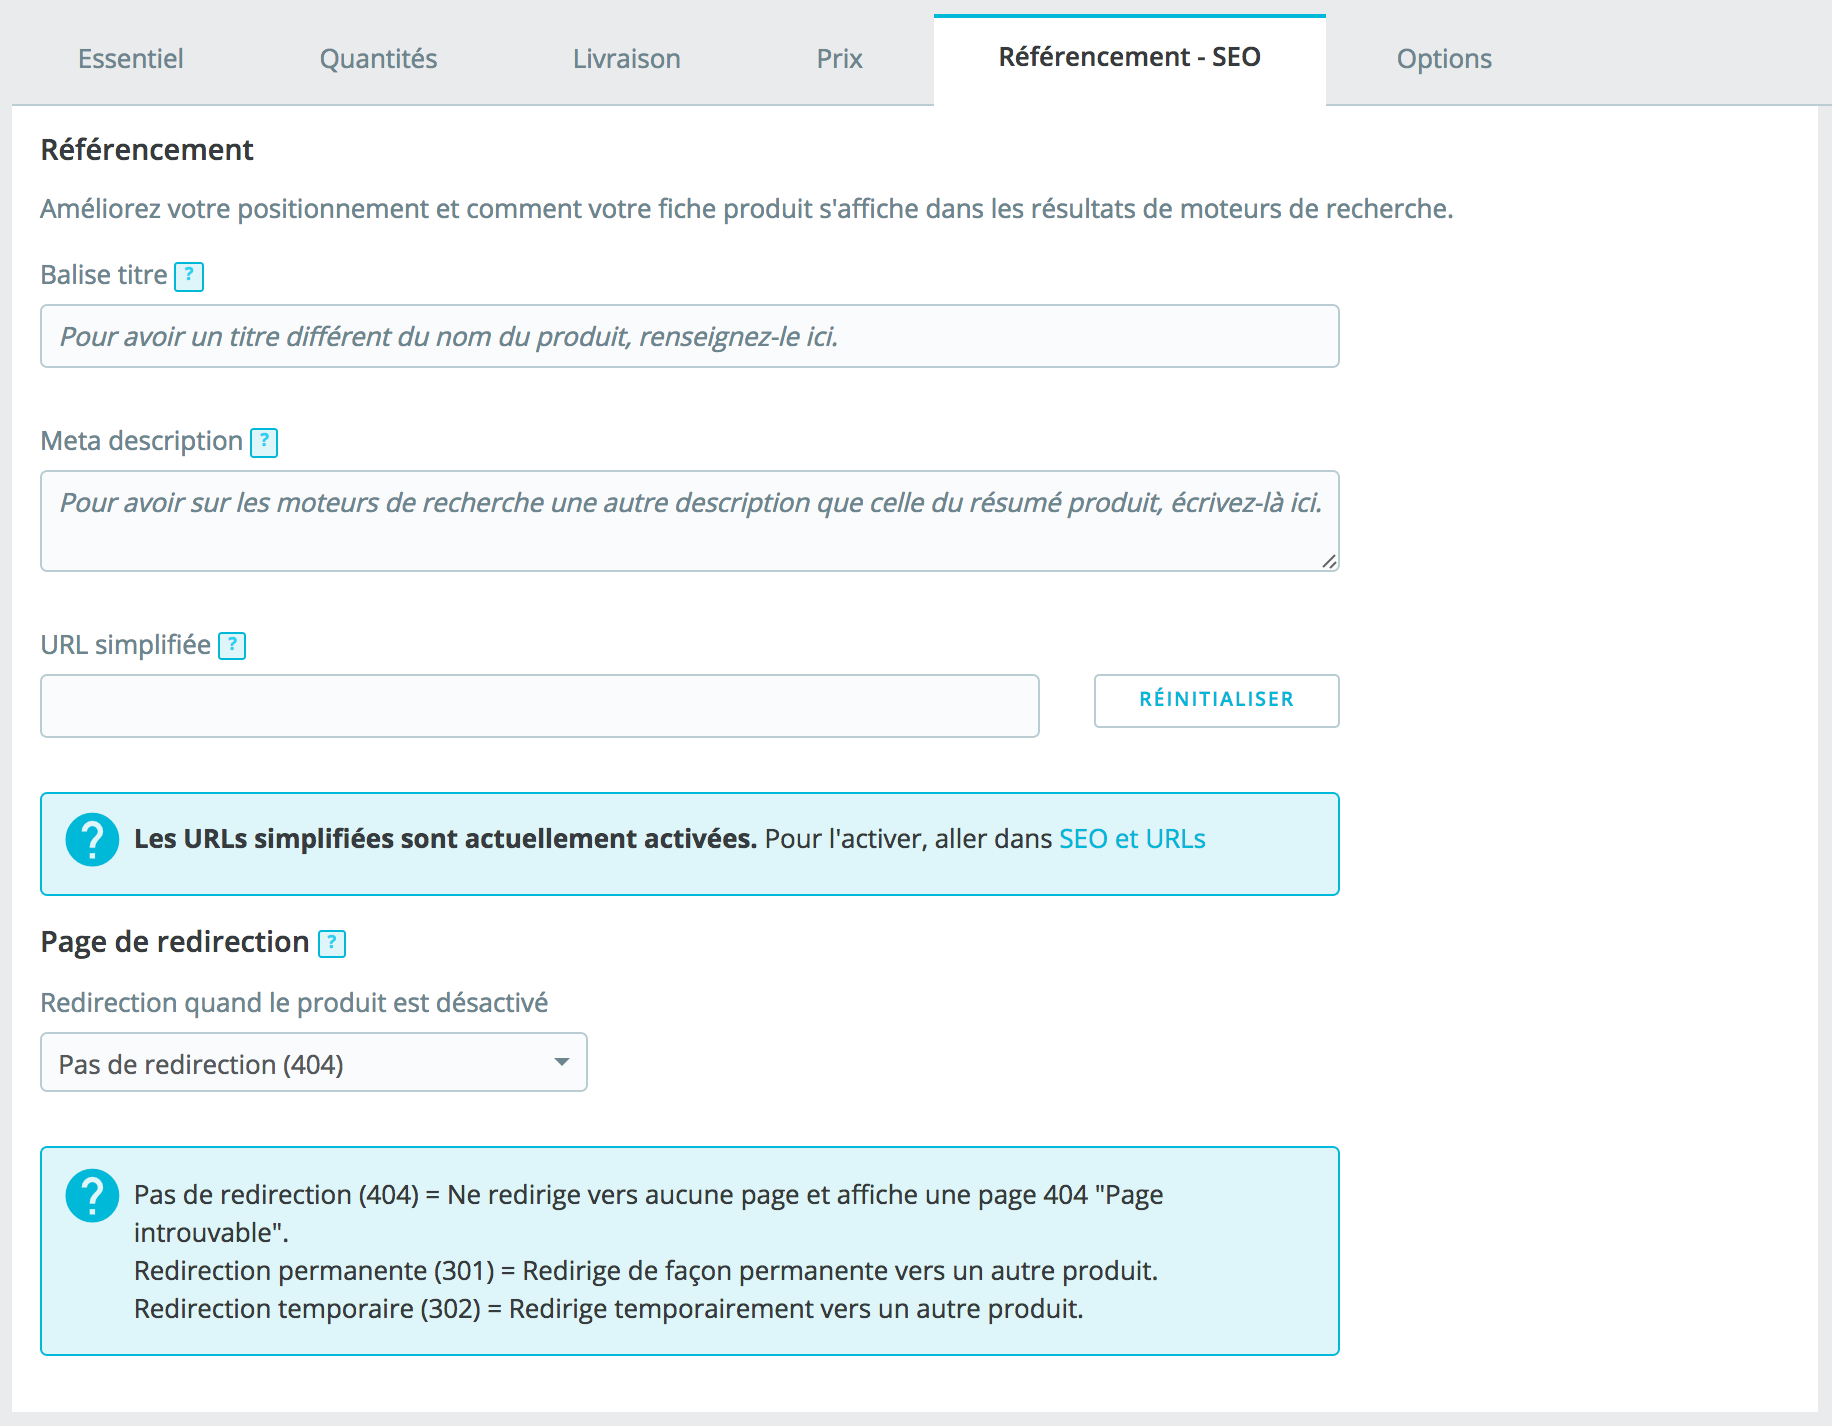 Essentiel
Quantités
Livraison
Prix
Référencement - SEO
Options
Référencement
Améliorez votre positionnement et comment votre fiche produit s'affiche dans les résultats de moteurs de recherche.
Balise titre ?
Pour avoir un titre différent du nom du produit, renseignez-le ici.
Meta description ?
Pour avoir sur les moteurs de recherche une autre description que celle du résumé produit, écrivez-là ici.
URL simplifiée ?
RÉINITIALISER
? Les URLs simplifiées sont actuellement activées. Pour l'activer, aller dans SEO et URLs
Page de redirection ?
Redirection quand le produit est désactivé
Pas de redirection (404)
? Pas de redirection (404) = Ne redirige vers aucune page et affiche une page 404 "Page
introuvable".
Redirection permanente (301) = Redirige de façon permanente vers un autre produit.
Redirection temporaire (302) = Redirige temporairement vers un autre produit.